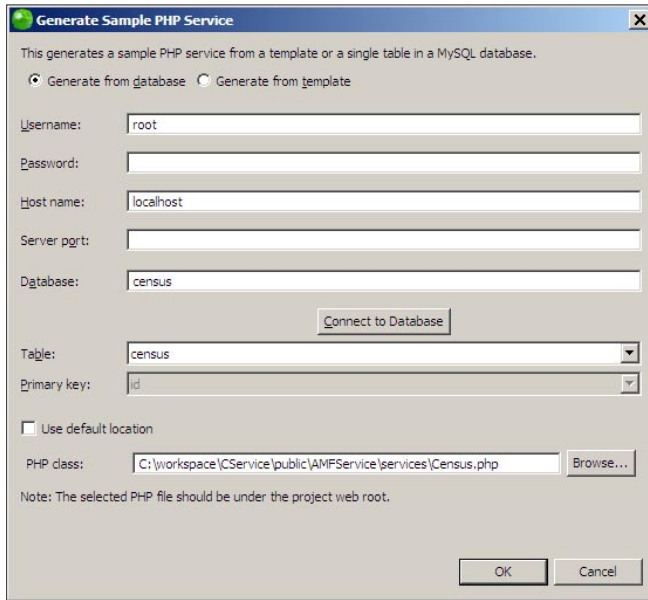 Generate Sample PHP Service
This generates a sample PHP service from a template or a single table in a MySQL database.
Generate from database Generate from template
Username: root
Password:
Host name: localhost
Server port:
Database: census
Connect to Database
Table: census
Primary key: id
Use default location
PHP class: C:\workspace\CService\public\AMFService\services\Census.php Browse...
Note: The selected PHP file should be under the project web root.
OK Cancel